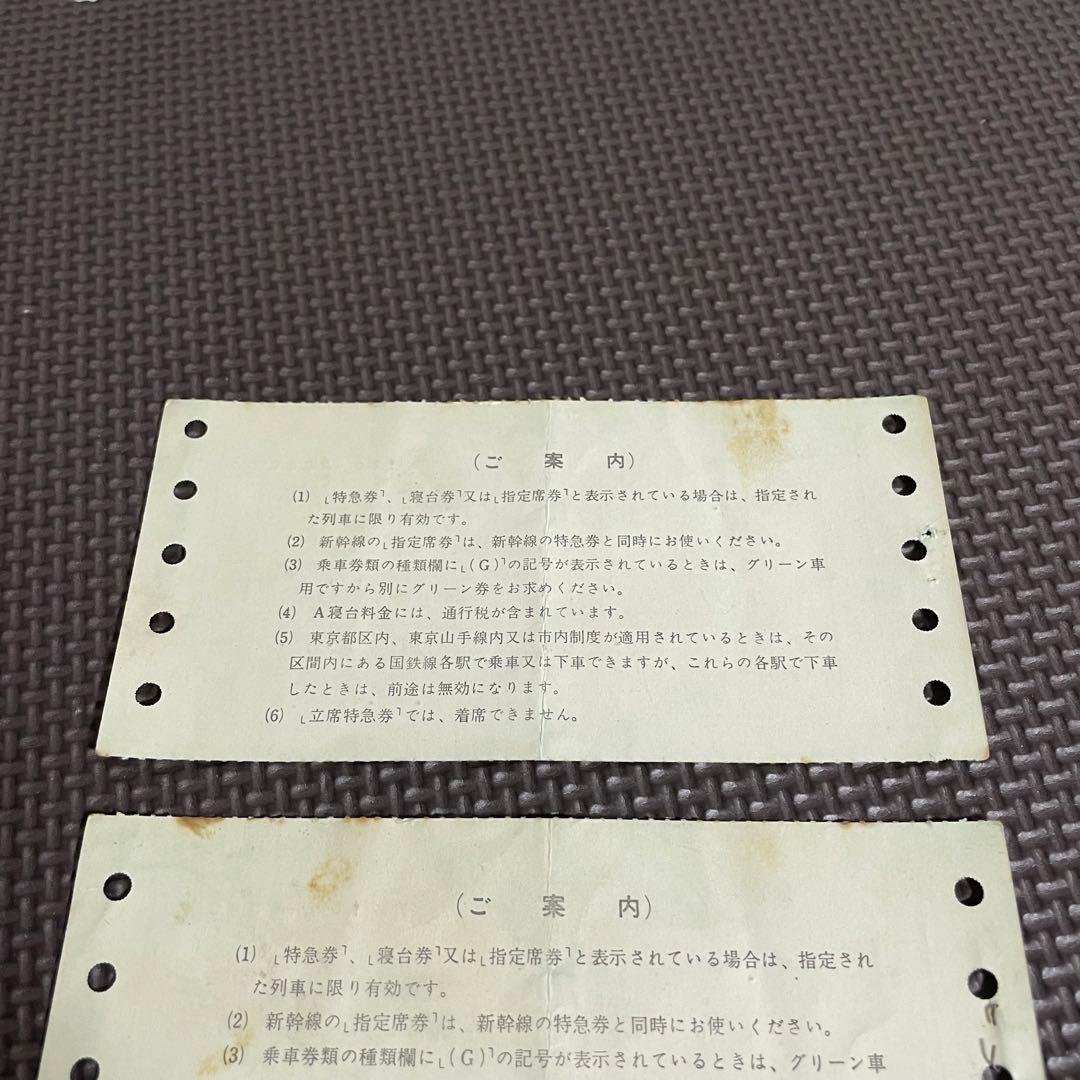 (ご案内)
(1) 「特急券」、「寝台券」又は「指定席券」と表示されている場合は、指定され
た列車に限り有効です。
(2) 新幹線の「指定席券」は、新幹線の特急券と同時にお使いください。
(3) 乗車券類の種類欄に「(G)」の記号が表示されているときは、グリーン車
用ですから別にグリーン券をお求めください。
(4) A寝台料金には、通行税が含まれています。
(5) 東京都区内、東京山手線内又は市内制度が適用されているときは、その
区間内にある国鉄線各駅で乗車又は下車できますが、これらの各駅で下車
したときは、前途は無効になります。
(6) 「立席特急券」では、着席できません。
(ご案内)
(1) 「特急券」、「寝台券」又は「指定席券」と表示されている場合は、指定され
た列車に限り有効です。
(2) 新幹線の「指定席券」は、新幹線の特急券と同時にお使いください。
(3) 乗車券類の種類欄に「(G)」の記号が表示されているときは、グリーン車